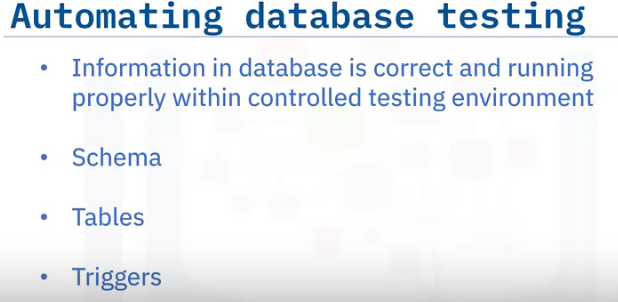 Automating database testing
• Information in database is correct and running
properly within controlled testing environment
• Schema
• Tables
• Triggers